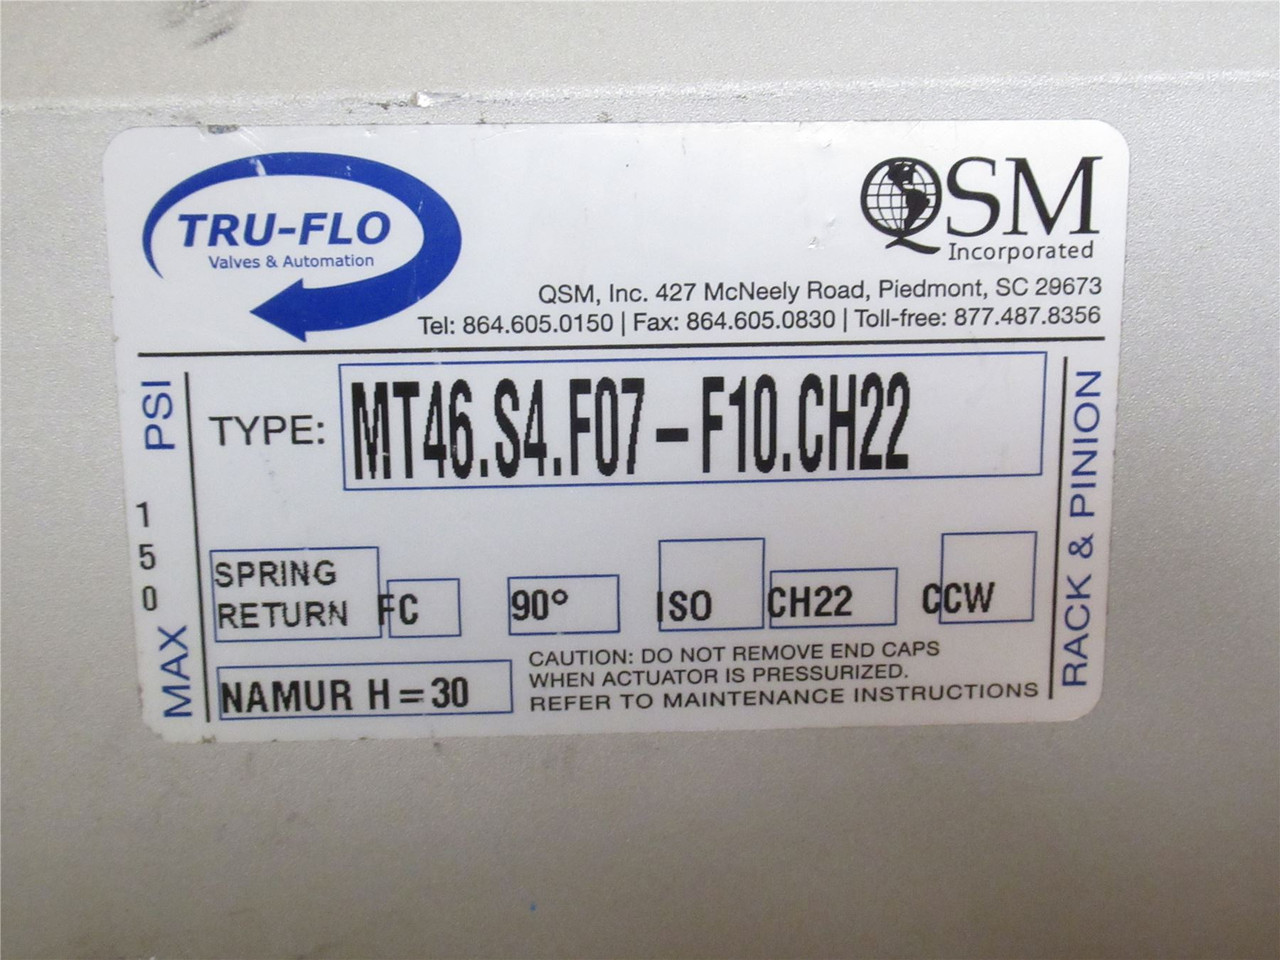 TRU-FLO
Valves & Automation
QSM
Incorporated
QSM, Inc. 427 McNeely Road, Piedmont, SC 29673
Tel: 864.605.0150 | Fax: 864.605.0830 | Toll-free: 877.487.8356
MAX 150 PSI
TYPE: MT46.S4.F07-F10.CH22
SPRING
RETURN FC 90° ISO CH22 CCW
NAMUR H=30
CAUTION: DO NOT REMOVE END CAPS
WHEN ACTUATOR IS PRESSURIZED.
REFER TO MAINTENANCE INSTRUCTIONS
RACK & PINION